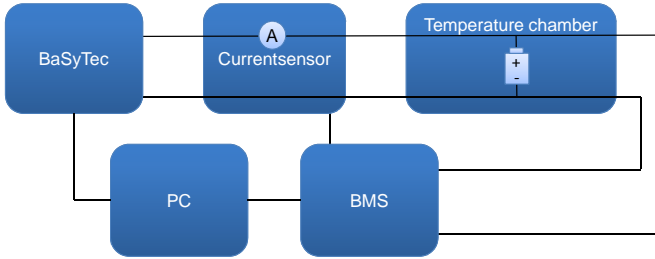 Temperature chamber
A
BaSyTec
Currentsensor
+
-
PC
BMS